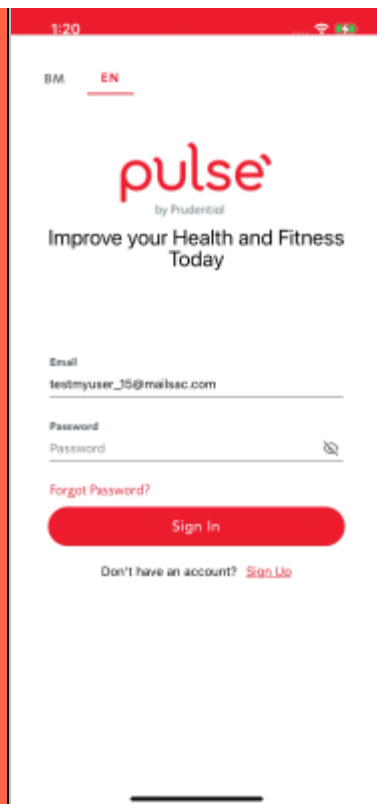 1:20
BM EN
pulse
by Prudential
Improve your Health and Fitness
Today
Email
testmyuser_15@mailsac.com
Password
Password
Forgot Password?
Sign In
Don't have an account? Sign Up